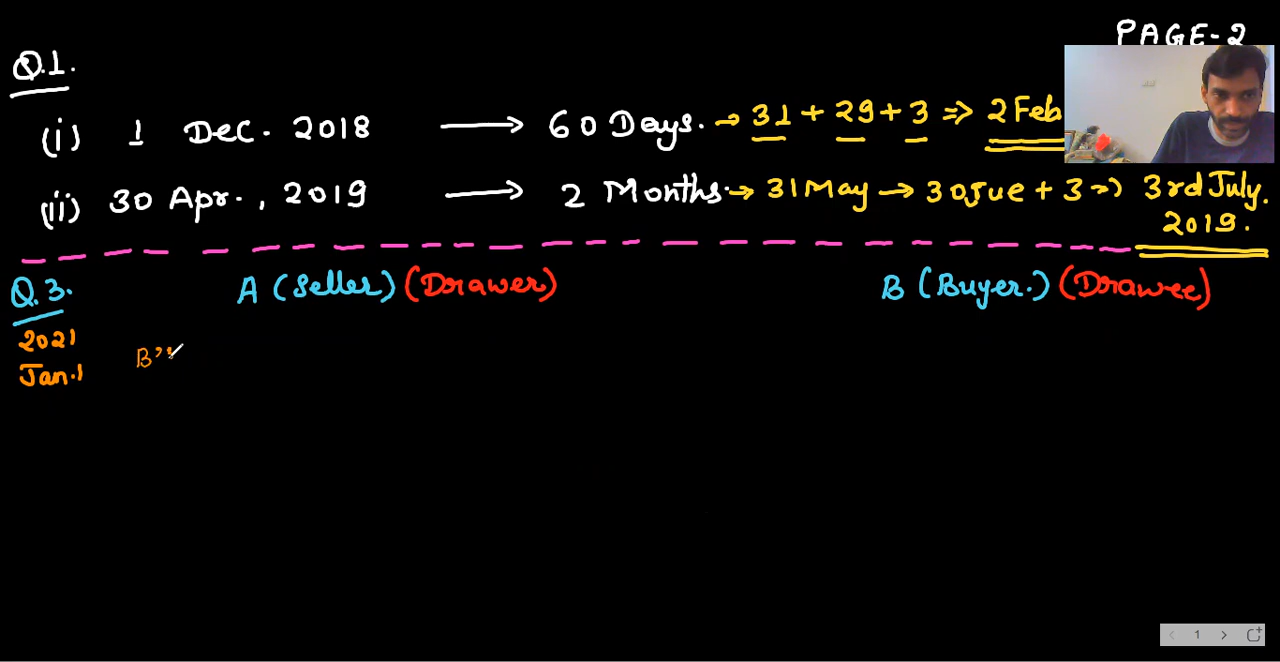 PAGE-2
Q.1.
(i) 1 Dec. 2018 → 60 Days. → 31 + 29 + 3 => 2 Feb
(ii) 30 Apr., 2019 → 2 Months. → 31 May → 30 Jue + 3 => 3rd July.
2019.
Q.3. A (Seller) (Drawer) B (Buyer.) (Drawee)
2021
Jan.1 B's
1